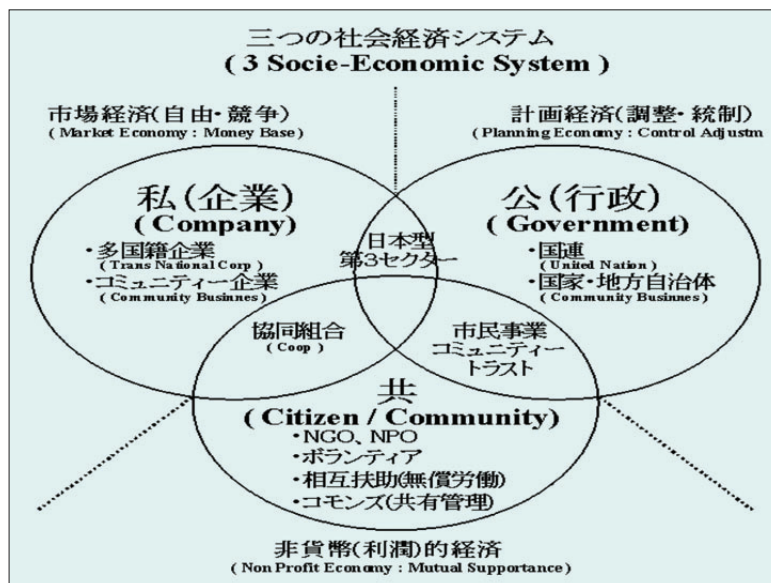 三つの社会経済システム
( 3 Socie-Economic System )
市場経済(自由・競争)
( Market Economy : Money Base)
計画経済(調整・統制)
( Planning Economy : Control Adjustm
私(企業)
( Company)
・多国籍企業
(Trans National Corp)
・コミュニティー企業
(Community Businnes)
日本型
第3セクター
公(行政)
( Government)
・国連
(United Nation)
・国家・地方自治体
(Community Businnes)
協同組合
( Coop )
市民事業
コミュニティー
トラスト
共
( Citizen / Community)
・NGO、NPO
・ボランティア
・相互扶助(無償労働)
・コモンズ(共有管理)
非貨幣(利潤)的経済
( Non Profit Economy : Mutual Supportance)